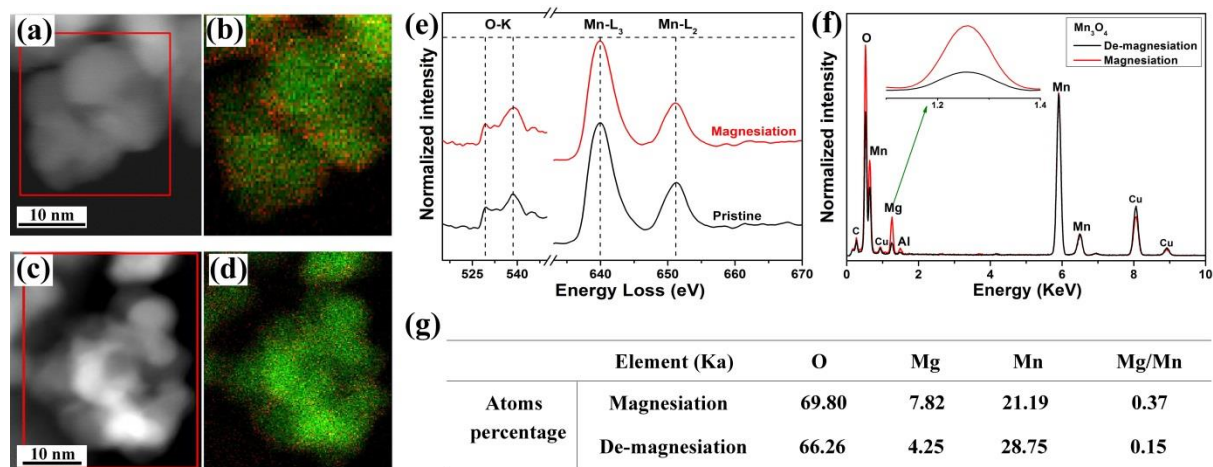 (a)
10 nm
(b)
(c)
10 nm
(d)
(e)
O-K
Mn-L3
Mn-L2
Normalized intensity
Magnesiation
Pristine
525
540
640
650
660
670
Energy Loss (eV)
(f)
Mn3O4
De-magnesiation
Magnesiation
Normalized intensity
O
Mn
C
Cu
Mg
Al
1.2
1.4
Mn
Mn
Cu
Cu
0 2 4 6 8 10
Energy (KeV)
(g)
Element (Ka) O Mg Mn Mg/Mn
Atoms percentage
Magnesiation 69.80 7.82 21.19 0.37
De-magnesiation 66.26 4.25 28.75 0.15